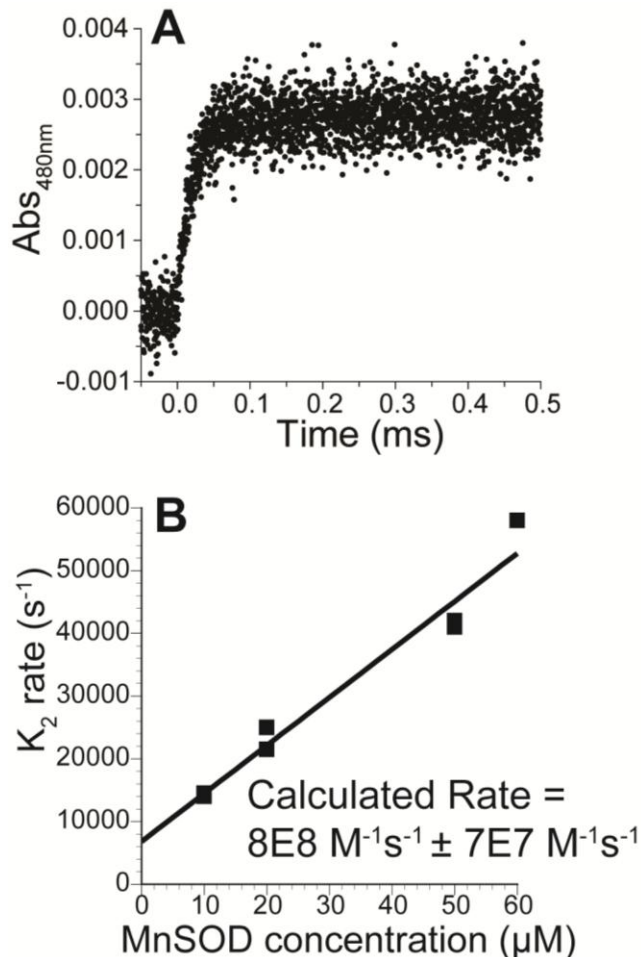 A
0.004
0.003
0.002
0.001
0.000
-0.001
Abs480nm
0.0 0.1 0.2 0.3 0.4 0.5
Time (ms)
B
60000
50000
40000
30000
20000
10000
0
K2 rate (s-1)
Calculated Rate =
8E8 M-1s-1 ± 7E7 M-1s-1
0 10 20 30 40 50 60
MnSOD concentration (µM)